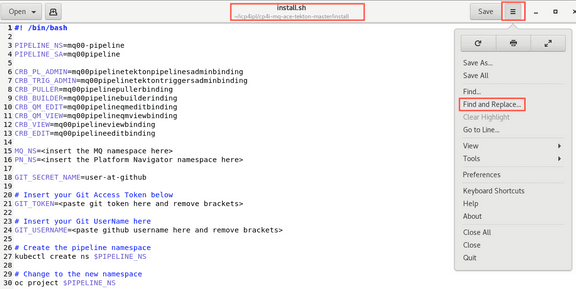 Open
install.sh
~/cp4i/pl/cp4i-mq-ace-tekton-master/install
Save
1 #! /bin/bash
2
3 PIPELINE_NS=mq00-pipeline
4 PIPELINE_SA=mq00pipeline
5
6 CRB_PL_ADMIN=mq00pipelinetektonpipelinesadminbinding
7 CRB_TRIG_ADMIN=mq00pipelinetektontriggersadminbinding
8 CRB_PULLER=mq00pipelinepullerbinding
9 CRB_BUILDER=mq00pipelinebuilderinding
10 CRB_QM_EDIT=mq00pipelineqmeditbinding
11 CRB_QM_VIEW=mq00pipelineqmviewbinding
12 CRB_VIEW=mq00pipelineviewbinding
13 CRB_EDIT=mq00pipelineeditbinding
14
15 MQ_NS=<insert the MQ namespace here>
16 PN_NS=<insert the Platform Navigator namespace here>
17
18 GIT_SECRET_NAME=user-at-github
19
20 # Insert your Git Access Token below
21 GIT_TOKEN=<paste git token here and remove brackets>
22
23 # Insert your Git UserName here
24 GIT_USERNAME=<paste github username here and remove brackets>
25
26 # Create the pipeline namespace
27 kubectl create ns $PIPELINE_NS
28
29 # Change to the new namespace
30 oc project $PIPELINE_NS
Save As...
Save All
Find...
Find and Replace...
Clear Highlight
Go to Line...
View
Tools
Preferences
Keyboard Shortcuts
Help
About
Close All
Close
Quit